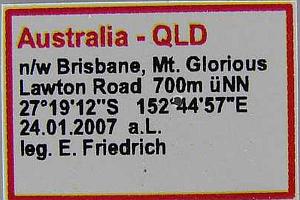 Australia - QLD
n/w Brisbane, Mt. Glorious
Lawton Road  700m üNN
27°19'12"S  152°44'57"E
24.01.2007  a.L.
leg. E. Friedrich